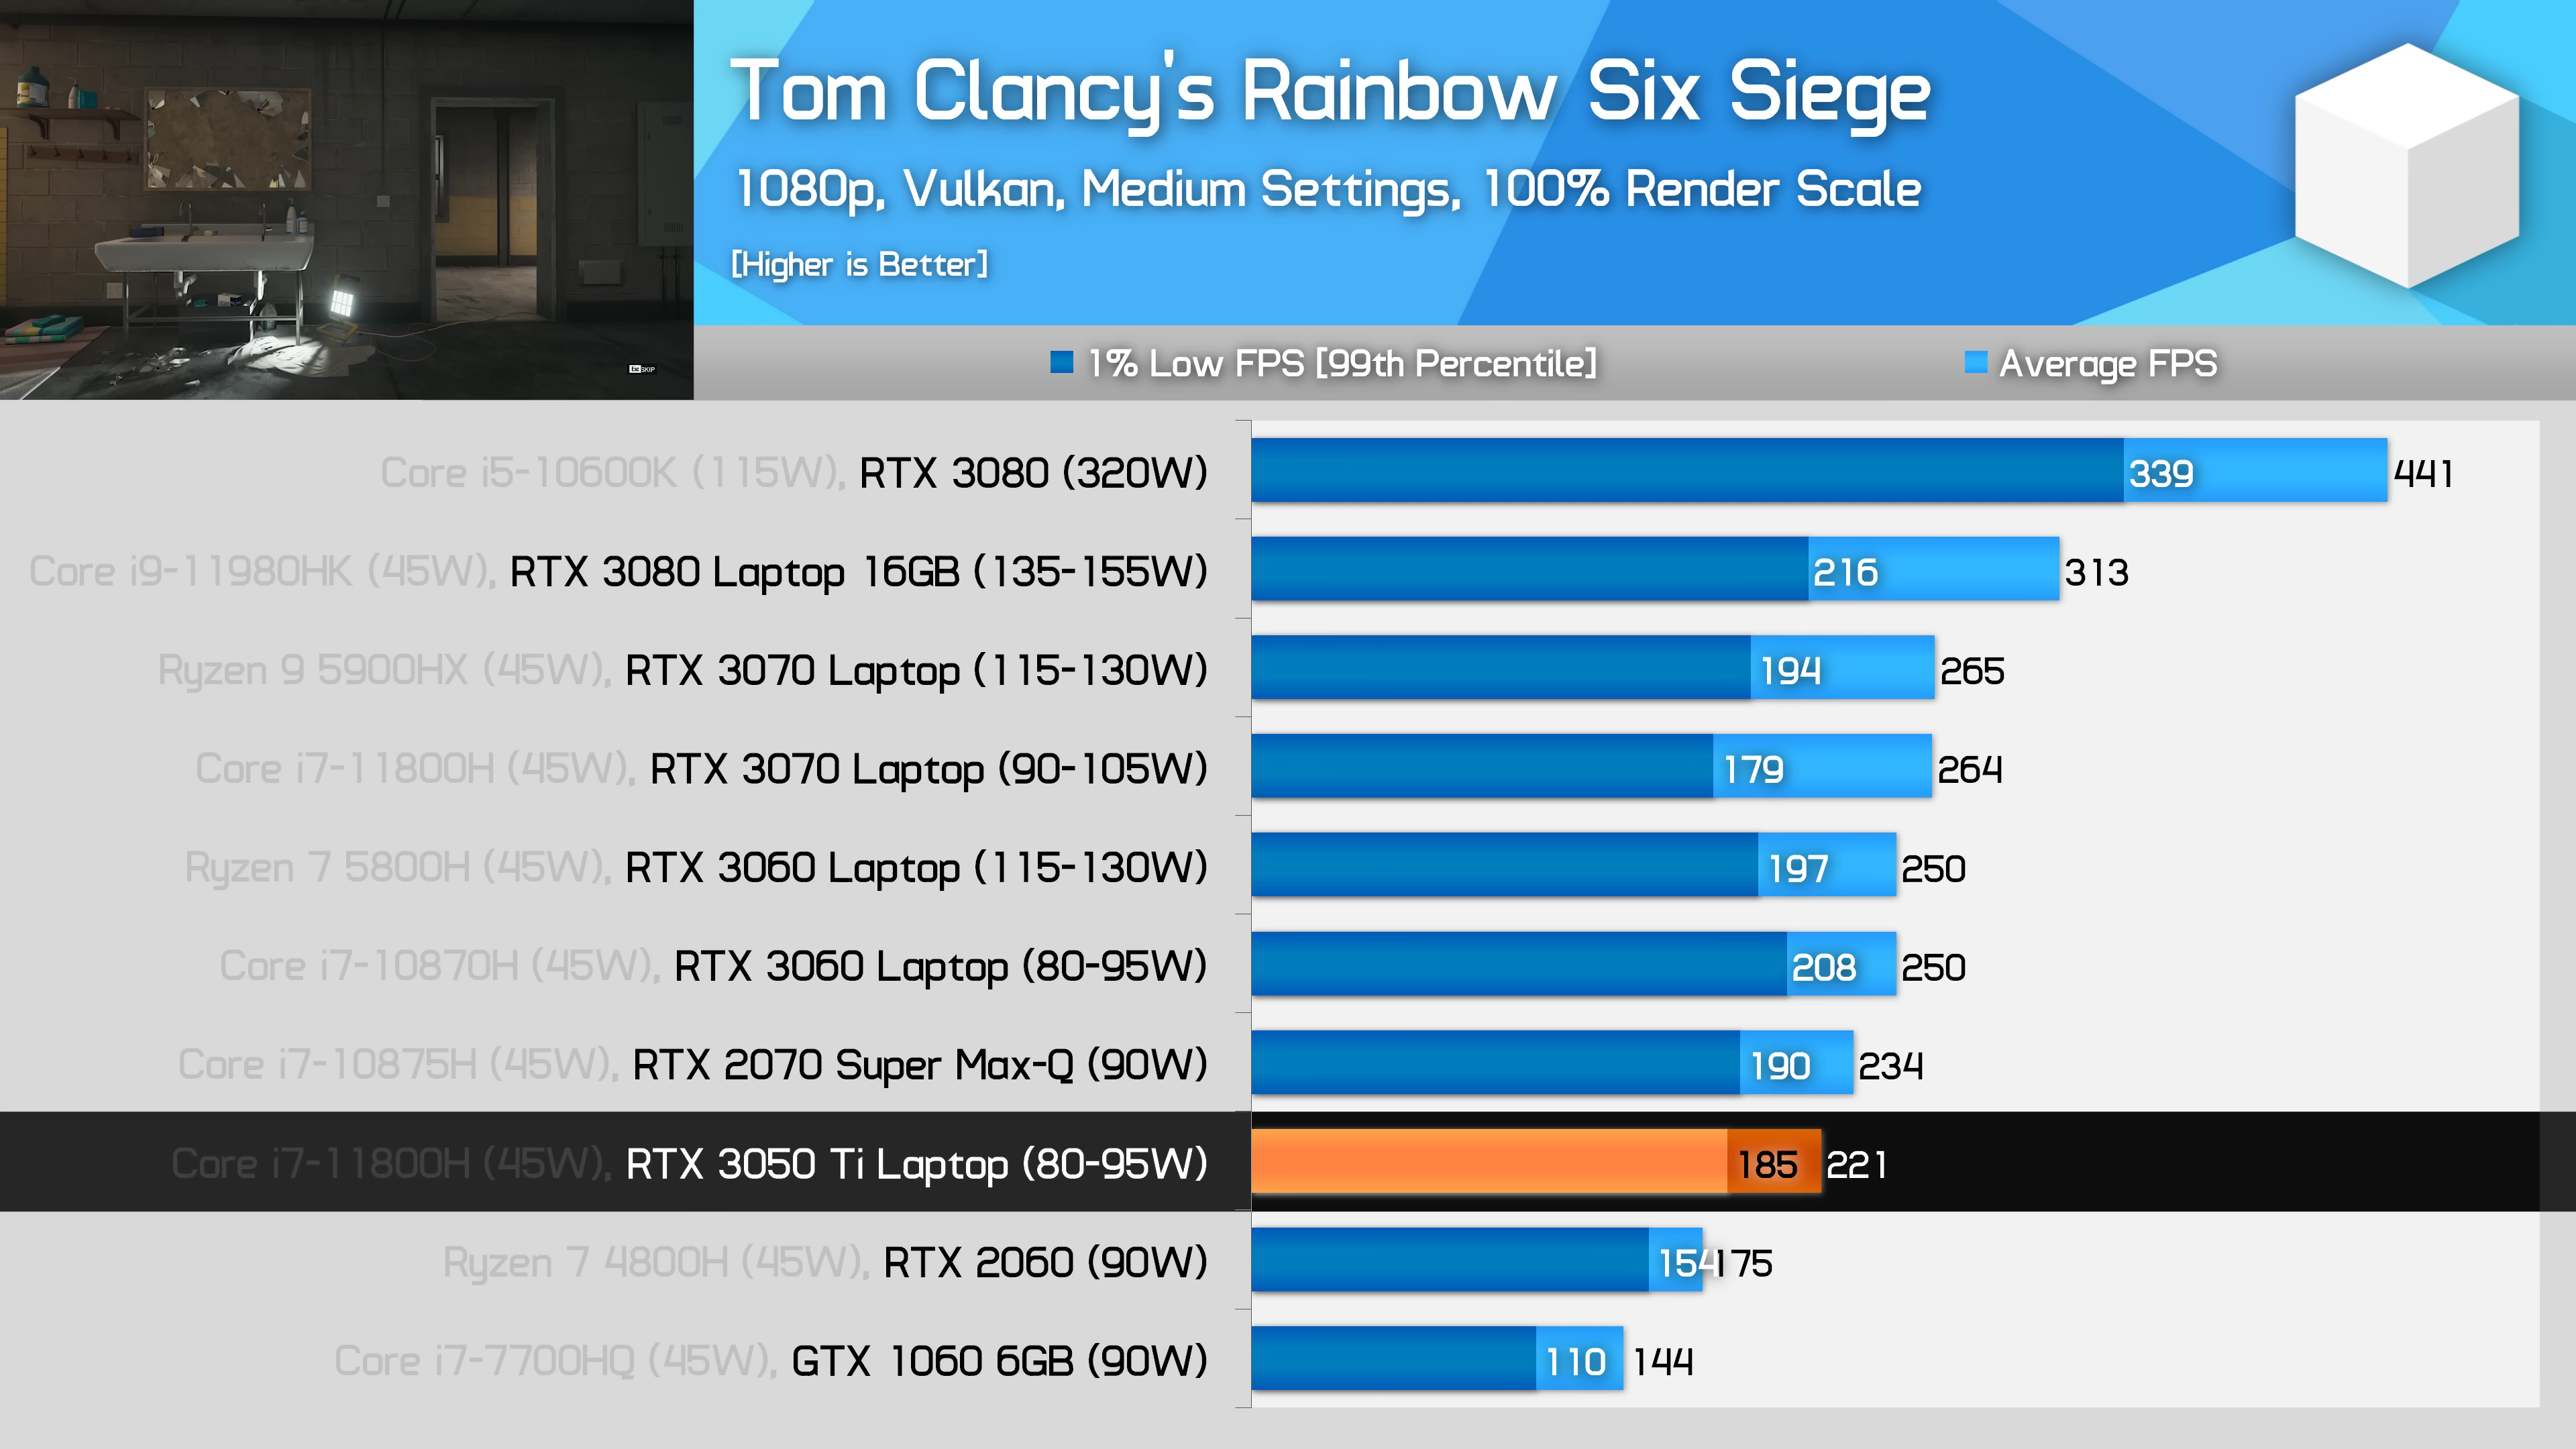 Tom Clancy's Rainbow Six Siege
1080p, Vulkan, Medium Settings, 100% Render Scale
[Higher is Better]
Esc SKIP
1% Low FPS [99th Percentile] Average FPS
Core i5-10600K (115W), RTX 3080 (320W) 339 441
Core i9-11980HK (45W), RTX 3080 Laptop 16GB (135-155W) 216 313
Ryzen 9 5900HX (45W), RTX 3070 Laptop (115-130W) 194 265
Core i7-11800H (45W), RTX 3070 Laptop (90-105W) 179 264
Ryzen 7 5800H (45W), RTX 3060 Laptop (115-130W) 197 250
Core i7-10870H (45W), RTX 3060 Laptop (80-95W) 208 250
Core i7-10875H (45W), RTX 2070 Super Max-Q (90W) 190 234
Core i7-11800H (45W), RTX 3050 Ti Laptop (80-95W) 185 221
Ryzen 7 4800H (45W), RTX 2060 (90W) 154 175
Core i7-7700HQ (45W), GTX 1060 6GB (90W) 110 144